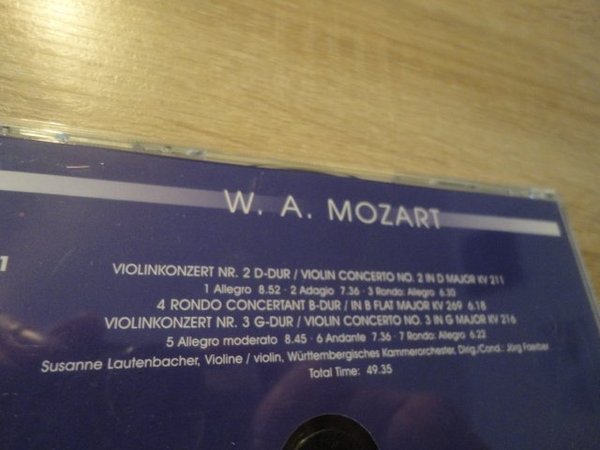 W. A. MOZART
1
VIOLINKONZERT NR. 2 D-DUR / VIOLIN CONCERTO NO. 2 IN D MAJOR KV 211
1 Allegro 8.52 · 2 Adagio 7.36 · 3 Rondo: Allegro 6.30
4 RONDO CONCERTANT B-DUR / IN B FLAT MAJOR KV 269 6.18
VIOLINKONZERT NR. 3 G-DUR / VIOLIN CONCERTO NO. 3 IN G MAJOR KV 216
5 Allegro moderato 8.45 · 6 Andante 7.36 · 7 Rondo: Allegro 6.22
Susanne Lautenbacher, Violine / violin, Württembergisches Kammerorchester, Dirig./Cond.: Jörg Faerber
Total Time: 49.35